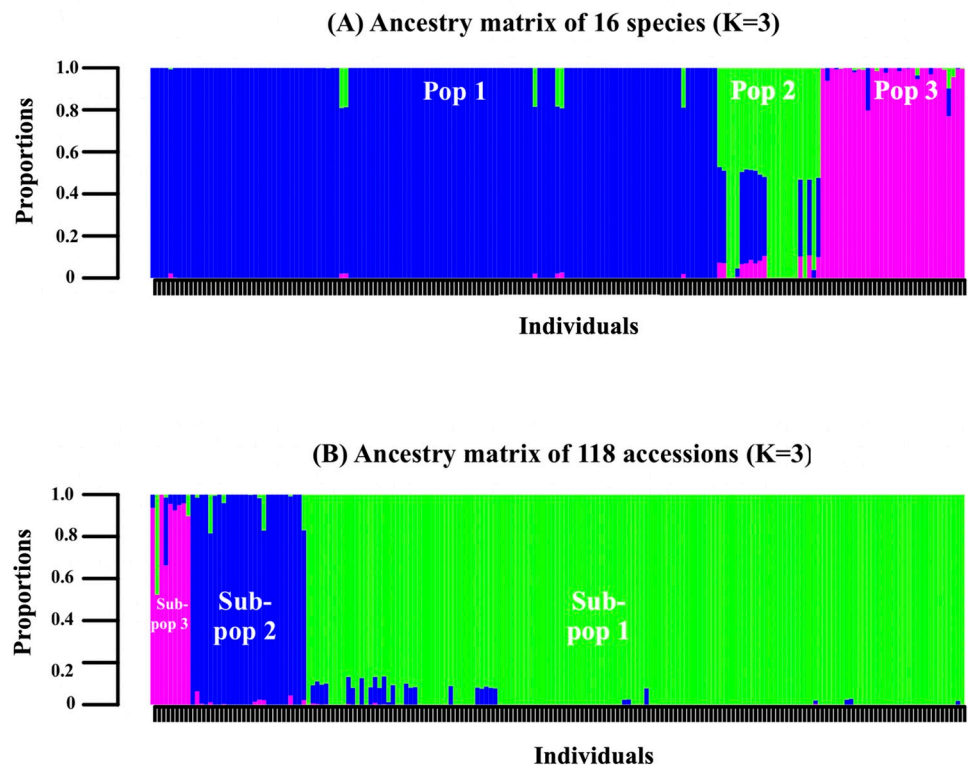 (A) Ancestry matrix of 16 species (K=3)
1.0
0.8
0.6
0.4
0.2
0
Proportions
Pop 1
Pop 2
Pop 3
Individuals
(B) Ancestry matrix of 118 accessions (K=3)
1.0
0.8
0.6
0.4
0.2
0
Proportions
Sub-
pop 3
Sub-
pop 2
Sub-
pop 1
Individuals